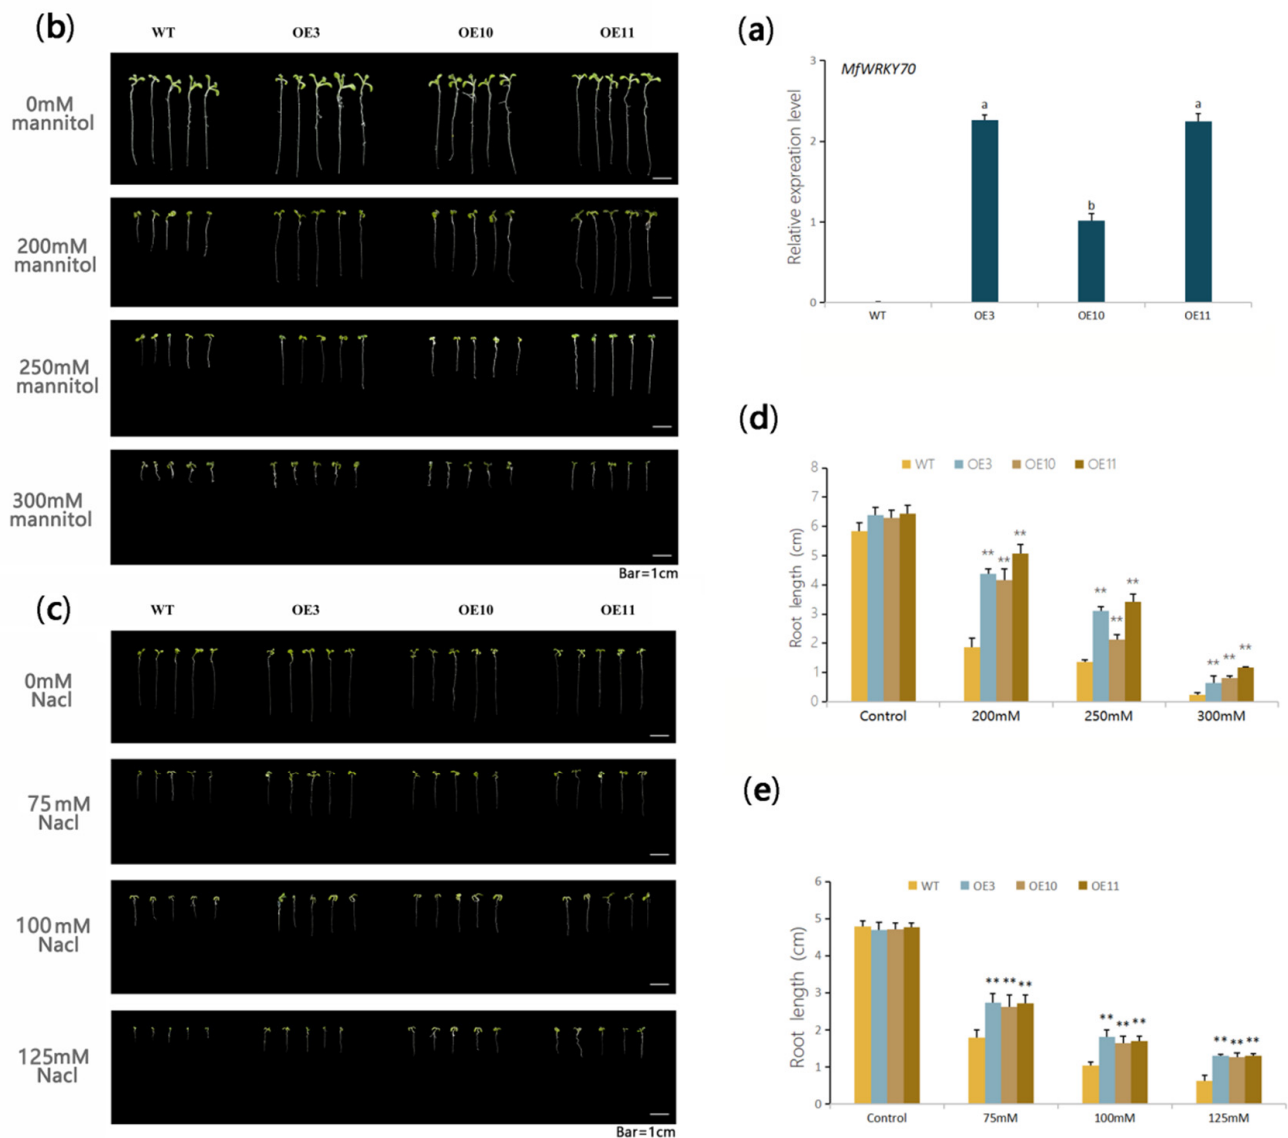 (b)
WT OE3 OE10 OE11
0mM
mannitol
200mM
mannitol
250mM
mannitol
300mM
mannitol
Bar=1cm
(c)
WT OE3 OE10 OE11
0mM
Nacl
75 mM
Nacl
100 mM
Nacl
125mM
Nacl
Bar=1cm
(a)
MfWRKY70
Relative expreation level
3
2
1
0
a
b
a
WT OE3 OE10 OE11
(d)
WT OE3 OE10 OE11
Root length (cm)
8
7
6
5
4
3
2
1
0
** ** **
** ** **
** ** **
Control 200mM 250mM 300mM
(e)
WT OE3 OE10 OE11
Root length (cm)
6
5
4
3
2
1
0
** ** **
** ** **
** ** **
Control 75mM 100mM 125mM